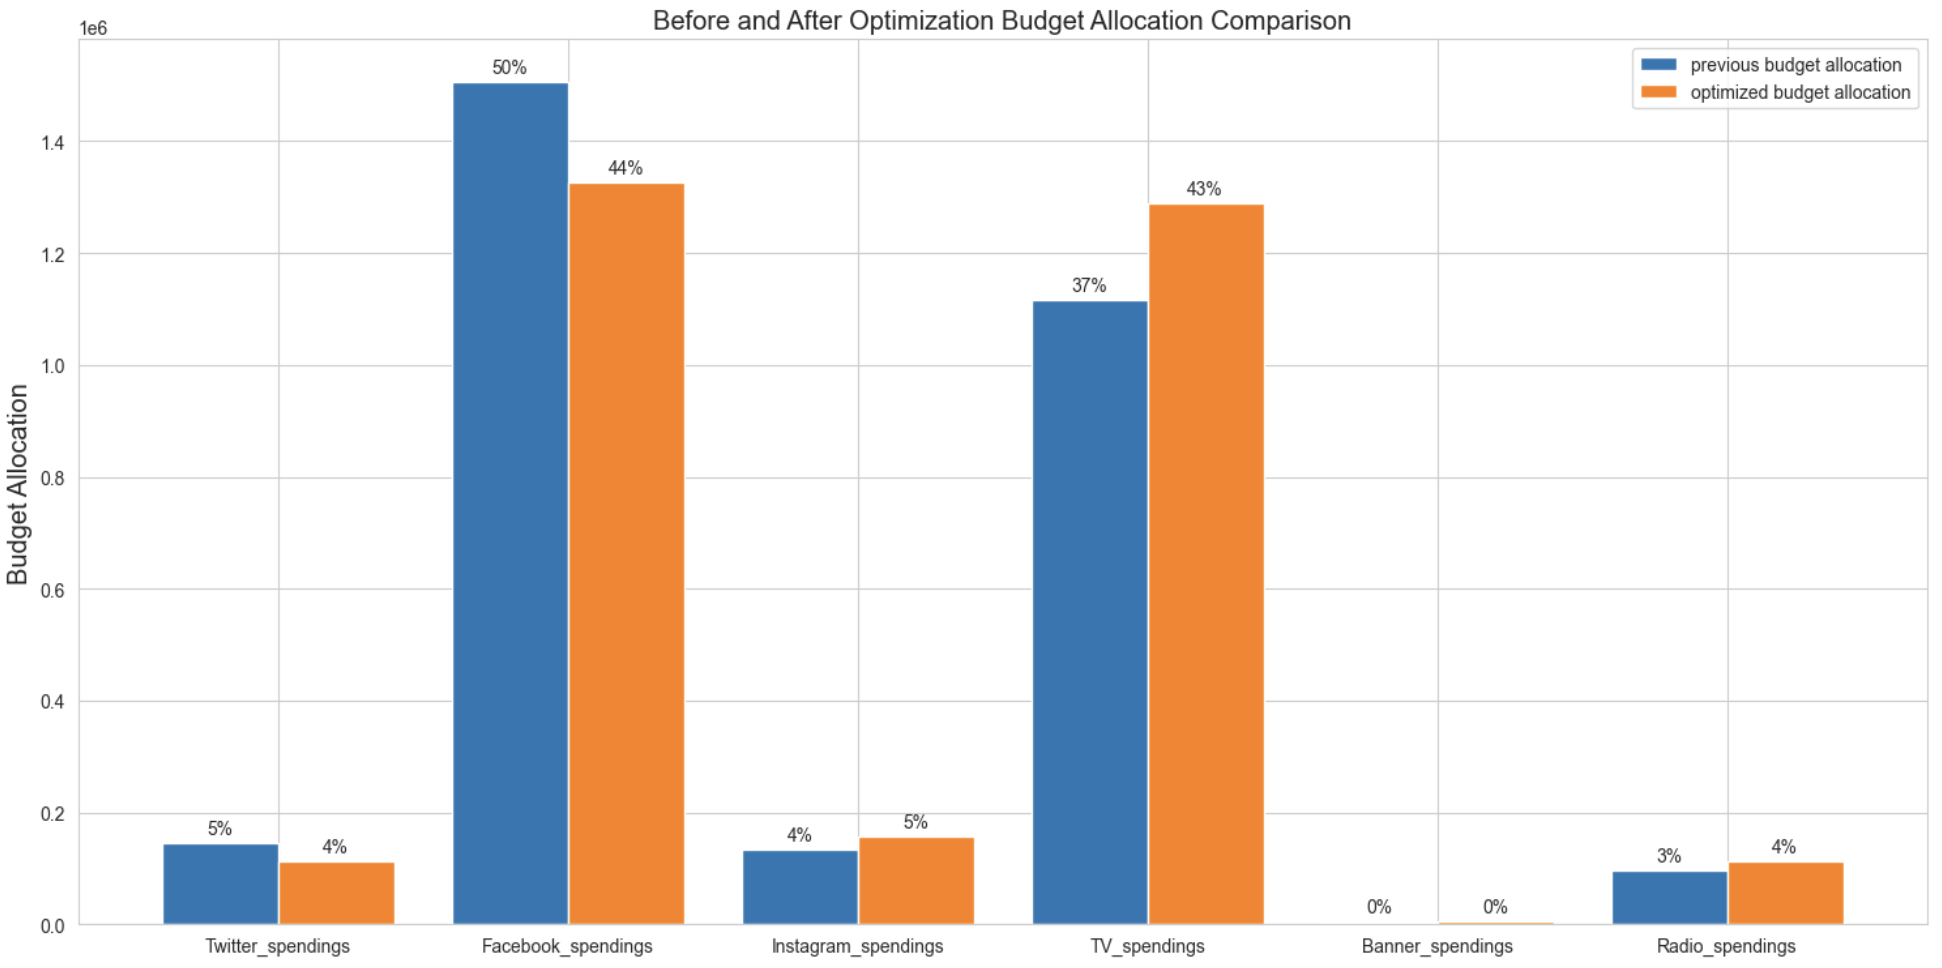 Before and After Optimization Budget Allocation Comparison
1e6
previous budget allocation
optimized budget allocation
Budget Allocation
1.4
1.2
1.0
0.8
0.6
0.4
0.2
0.0
5%
4%
50%
44%
4%
5%
37%
43%
0%
0%
3%
4%
Twitter_spendings
Facebook_spendings
Instagram_spendings
TV_spendings
Banner_spendings
Radio_spendings